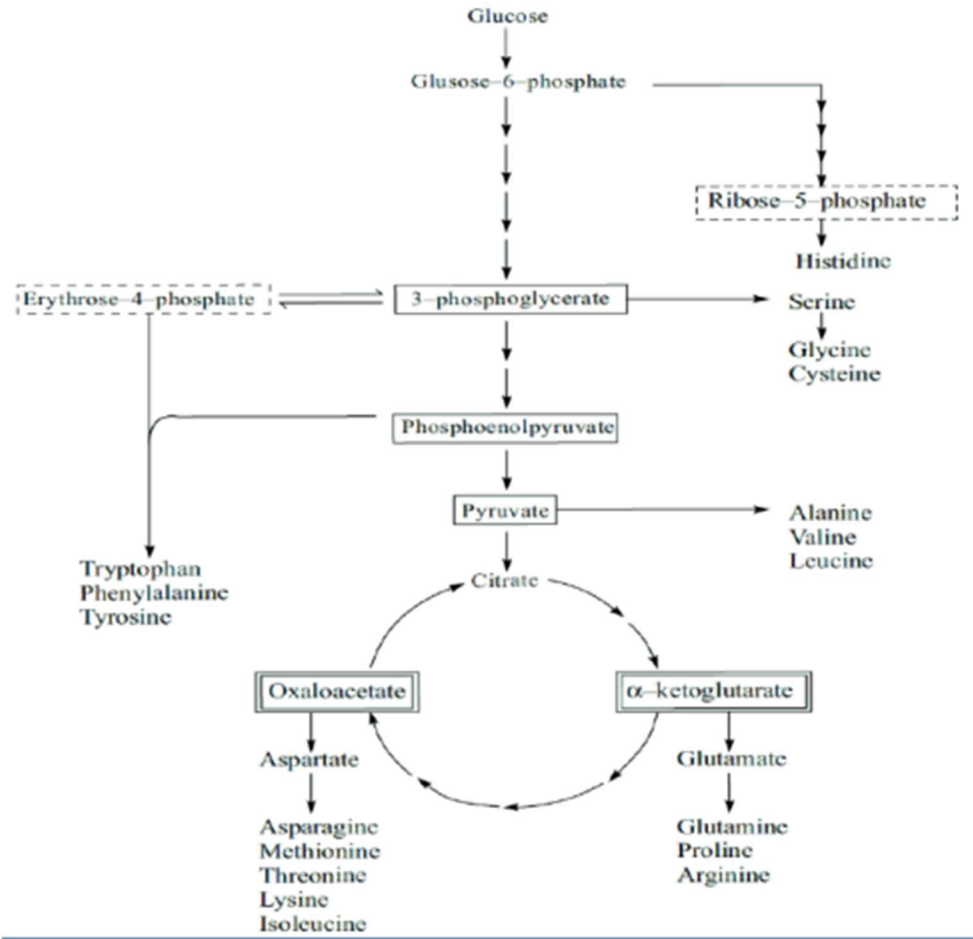 Glucose
Glusose-6-phosphate
Ribose-5-phosphate
Histidine
Erythrose-4-phosphate
3-phosphoglycerate
Serine
Glycine
Cysteine
Phosphoenolpyruvate
Pyruvate
Alanine
Valine
Leucine
Tryptophan
Phenylalanine
Tyrosine
Citrate
Oxaloacetate
α-ketoglutarate
Aspartate
Glutamate
Asparagine
Methionine
Threonine
Lysine
Isoleucine
Glutamine
Proline
Arginine